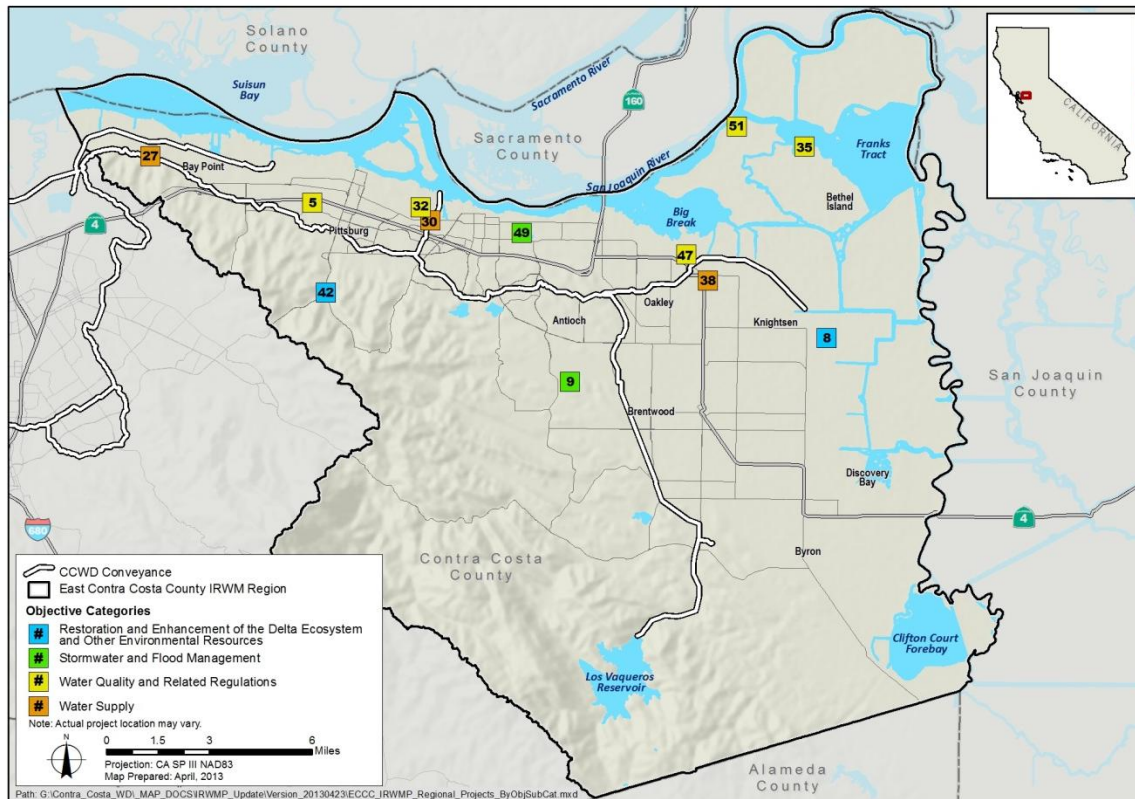 Solano
County
Suisun
Bay
Sacramento River
160
Sacramento
County
CALIFORNIA
51
35
Franks
Tract
27
Bay Point
San Joaquin River
Bethel
Island
5
32
30
Big
Break
4
Pittsburg
49
47
42
38
Oakley
Antioch
Knightsen
8
San Joaquin
County
9
Brentwood
Discovery
Bay
680
4
Byron
Contra Costa
County
Clifton Court
Forebay
Los Vaqueros
Reservoir
Alameda
County
CCWD Conveyance
East Contra Costa County IRWM Region
Objective Categories
# Restoration and Enhancement of the Delta Ecosystem
and Other Environmental Resources
# Stormwater and Flood Management
# Water Quality and Related Regulations
# Water Supply
Note: Actual project location may vary.
N
0 1.5 3 6
Miles
Projection: CA SP III NAD83
Map Prepared: April, 2013
Path: G:\Contra_Costa_WD\_MAP_DOCS\IRWMP_Update\Version_20130423\ECCC_IRWMP_Regional_Projects_ByObjSubCat.mxd